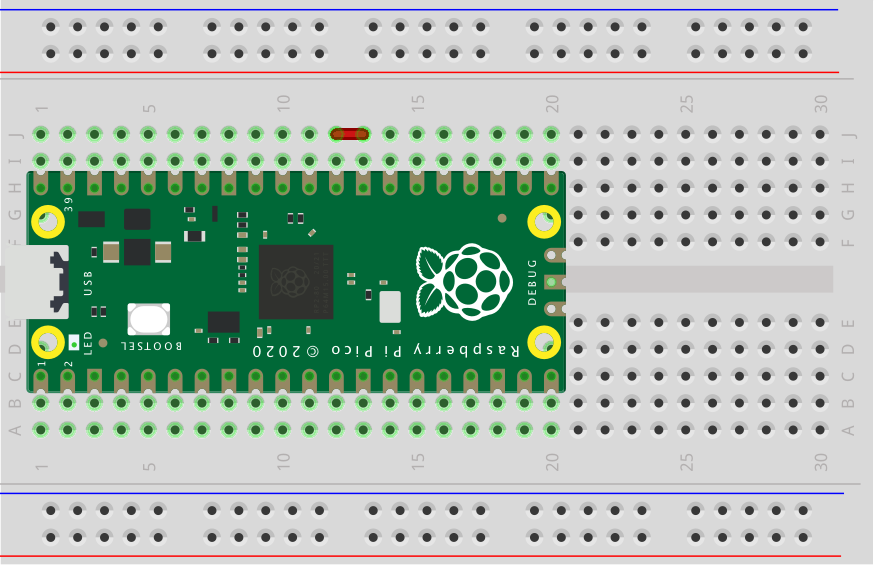 1 5 10 15 20 25 30
J J
I I
H H
39
G G
F F
USB
DEBUG
E E
LED
BOOTSEL
Raspberry Pi Pico © 2020
D D
1
2
C C
B B
A A
1 5 10 15 20 25 30